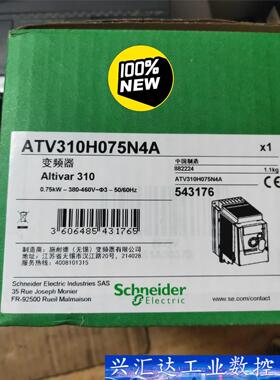 100%
NEW
ATV310H075N4A
x1
变频器
Altivar 310
0.75kW - 380-460V~Φ3 - 50/60Hz
中国制造
882224
1.1kg
ATV310H075N4A
543176
3 606485 431765
制造商：施耐德（无锡）变频器有限公司
地址：江苏省无锡市汉江路20号，214028
服务热线：4008101315
Schneider Electric Industries SAS
35 Rue Joseph Monier
FR-92500 Rueil Malmaison
Schneider
Electric
www.se.com/contact
兴汇达工业数控